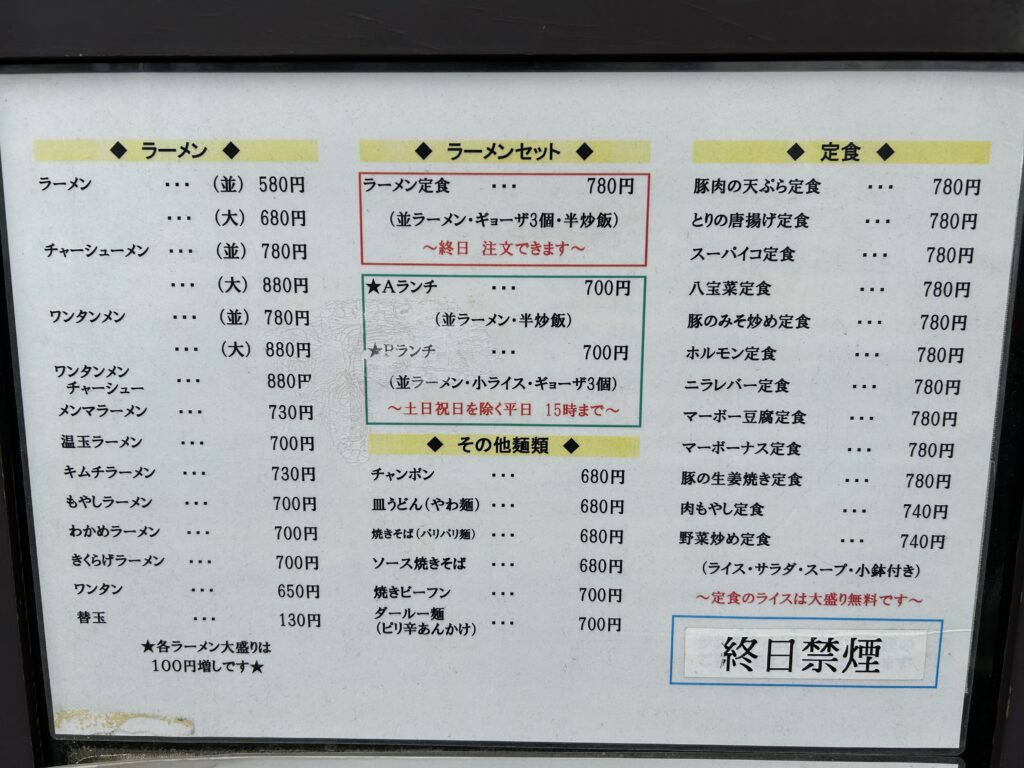 ◆ ラーメン ◆
ラーメン ・・・ (並) 580円
・・・ (大) 680円
チャーシューメン ・・・ (並) 780円
・・・ (大) 880円
ワンタンメン ・・・ (並) 780円
・・・ (大) 880円
ワンタンメン
チャーシュー ・・・ 880円
メンマラーメン ・・・ 730円
温玉ラーメン ・・・ 700円
キムチラーメン ・・・ 730円
もやしラーメン ・・・ 700円
わかめラーメン ・・・ 700円
きくらげラーメン ・・・ 700円
ワンタン ・・・ 650円
替玉 ・・・ 130円
★各ラーメン大盛りは
100円増しです★
◆ ラーメンセット ◆
ラーメン定食 ・・・ 780円
(並ラーメン・ギョーザ3個・半炒飯)
～終日 注文できます～
★Aランチ ・・・ 700円
(並ラーメン・半炒飯)
★Pランチ ・・・ 700円
(並ラーメン・小ライス・ギョーザ3個)
～土日祝日を除く平日 15時まで～
◆ その他麺類 ◆
チャンポン ・・・ 680円
皿うどん(やわ麺) ・・・ 680円
焼きそば(パリパリ麺) ・・・ 680円
ソース焼きそば ・・・ 680円
焼きビーフン ・・・ 700円
ダールー麺
(ピリ辛あんかけ) ・・・ 700円
◆ 定食 ◆
豚肉の天ぷら定食 ・・・ 780円
とりの唐揚げ定食 ・・・ 780円
スーパイコ定食 ・・・ 780円
八宝菜定食 ・・・ 780円
豚のみそ炒め定食 ・・・ 780円
ホルモン定食 ・・・ 780円
ニラレバー定食 ・・・ 780円
マーボー豆腐定食 ・・・ 780円
マーボーナス定食 ・・・ 780円
豚の生姜焼き定食 ・・・ 780円
肉もやし定食 ・・・ 740円
野菜炒め定食 ・・・ 740円
(ライス・サラダ・スープ・小鉢付き)
～定食のライスは大盛り無料です～
終日禁煙